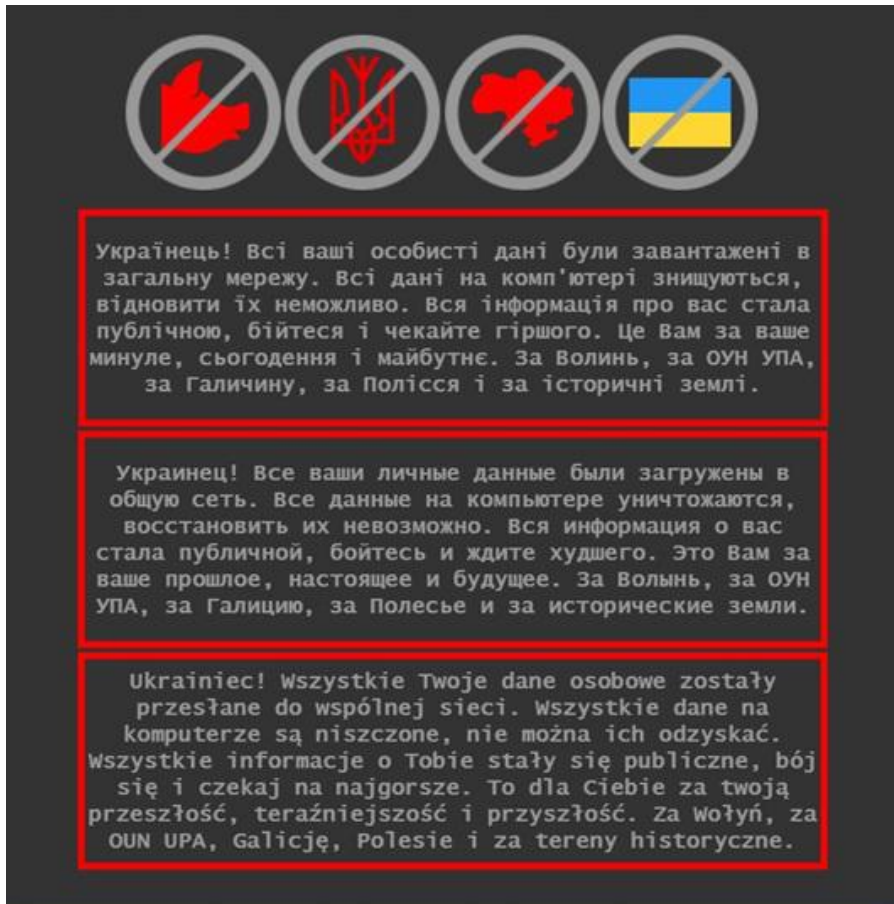 Українець! Всі ваші особисті дані були завантажені в
загальну мережу. Всі дані на комп'ютері знищуються,
відновити їх неможливо. Вся інформація про вас стала
публічною, бійтеся і чекайте гіршого. Це Вам за ваше
минуле, сьогодення і майбутнє. За Волинь, за ОУН УПА,
за Галичину, за Полісся і за історичні землі.
Украинец! Все ваши личные данные были загружены в
общую сеть. Все данные на компьютере уничтожаются,
восстановить их невозможно. Вся информация о вас
стала публичной, бойтесь и ждите худшего. Это Вам за
ваше прошлое, настоящее и будущее. За Волынь, за ОУН
УПА, за Галицию, за Полесье и за исторические земли.
Ukrainiec! Wszystkie Twoje dane osobowe zostały
przesłane do wspólnej sieci. Wszystkie dane na
komputerze są niszczone, nie można ich odzyskać.
Wszystkie informacje o Tobie stały się publiczne, bój
się i czekaj na najgorsze. To dla Ciebie za twoją
przeszłość, teraźniejszość i przyszłość. Za Wołyń, za
OUN UPA, Galicję, Polesie i za tereny historyczne.